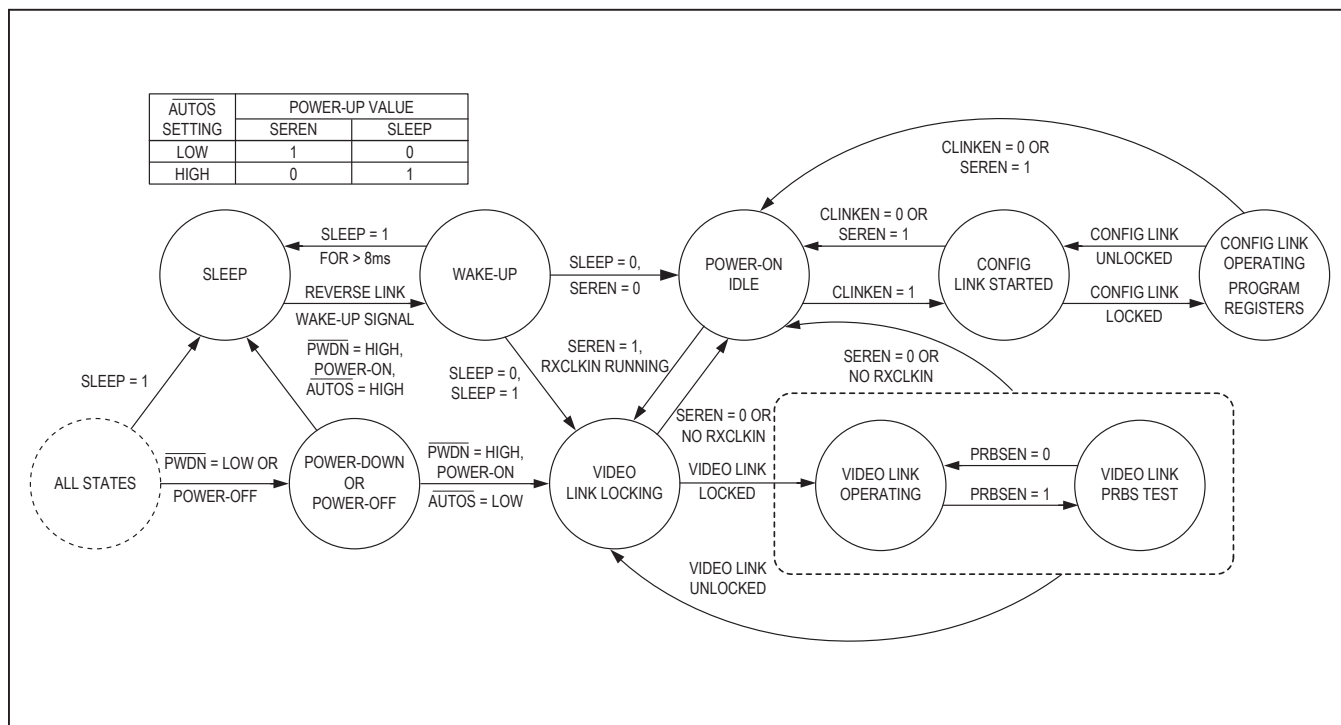 AUTOS
SETTING
POWER-UP VALUE
SEREN
SLEEP
LOW
1
0
HIGH
0
1
CLINKEN = 0 OR
SEREN = 1
SLEEP
SLEEP = 1
FOR > 8ms
REVERSE LINK
WAKE-UP SIGNAL
WAKE-UP
SLEEP = 0,
SEREN = 0
POWER-ON
IDLE
CLINKEN = 0 OR
SEREN = 1
CLINKEN = 1
CONFIG
LINK STARTED
CONFIG LINK
UNLOCKED
CONFIG LINK
LOCKED
CONFIG LINK
OPERATING
PROGRAM
REGISTERS
SLEEP = 1
PWDN = HIGH,
POWER-ON,
AUTOS = HIGH
SLEEP = 0,
SLEEP = 1
SEREN = 1,
RXCLKIN RUNNING
SEREN = 0 OR
NO RXCLKIN
SEREN = 0 OR
NO RXCLKIN
ALL STATES
PWDN = LOW OR
POWER-OFF
POWER-DOWN
OR
POWER-OFF
PWDN = HIGH,
POWER-ON
AUTOS = LOW
VIDEO
LINK LOCKING
VIDEO LINK
LOCKED
VIDEO LINK
OPERATING
PRBSEN = 0
PRBSEN = 1
VIDEO LINK
PRBS TEST
VIDEO LINK
UNLOCKED